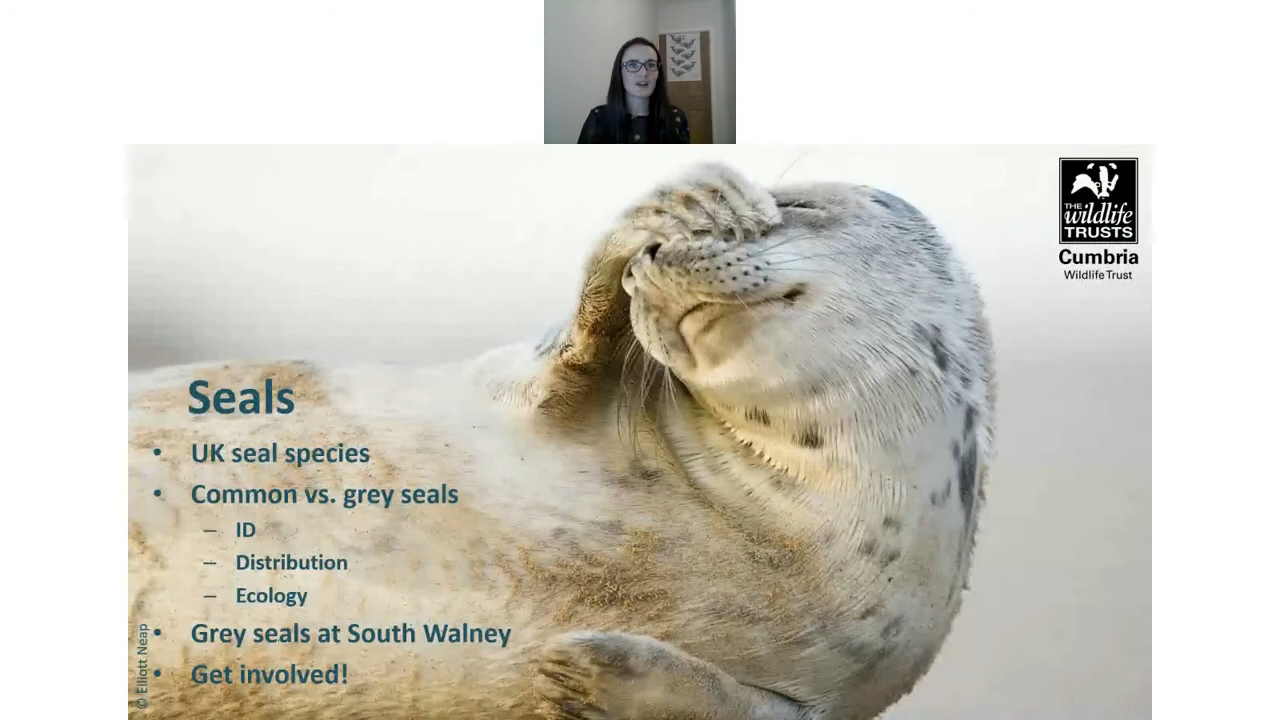 THE
wildlife
TRUSTS
Cumbria
Wildlife Trust
Seals
• UK seal species
• Common vs. grey seals
– ID
– Distribution
– Ecology
• Grey seals at South Walney
• Get involved!
© Elliott Neap